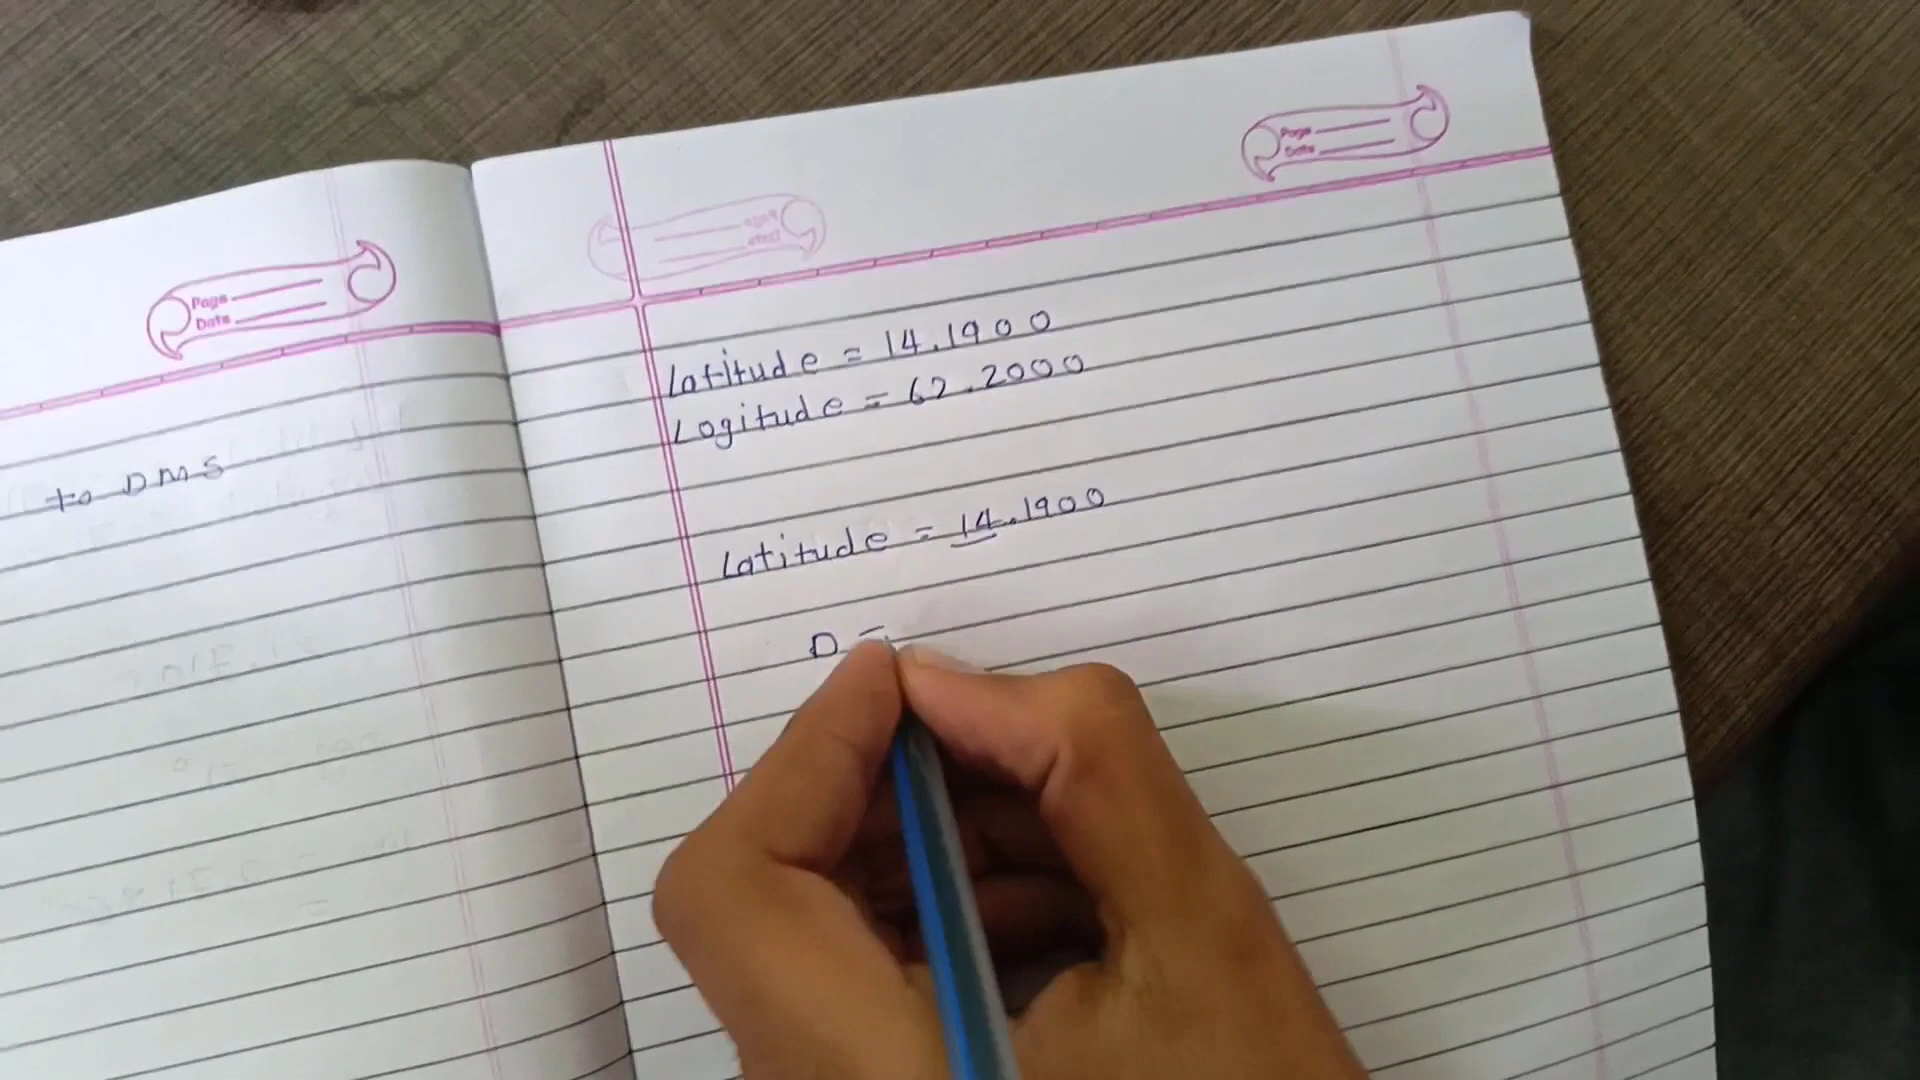 Page
Date
to DMS
Page
Date
Latitude = 14.1900
Logitude = 62.2000
Latitude = 14.1900
D =